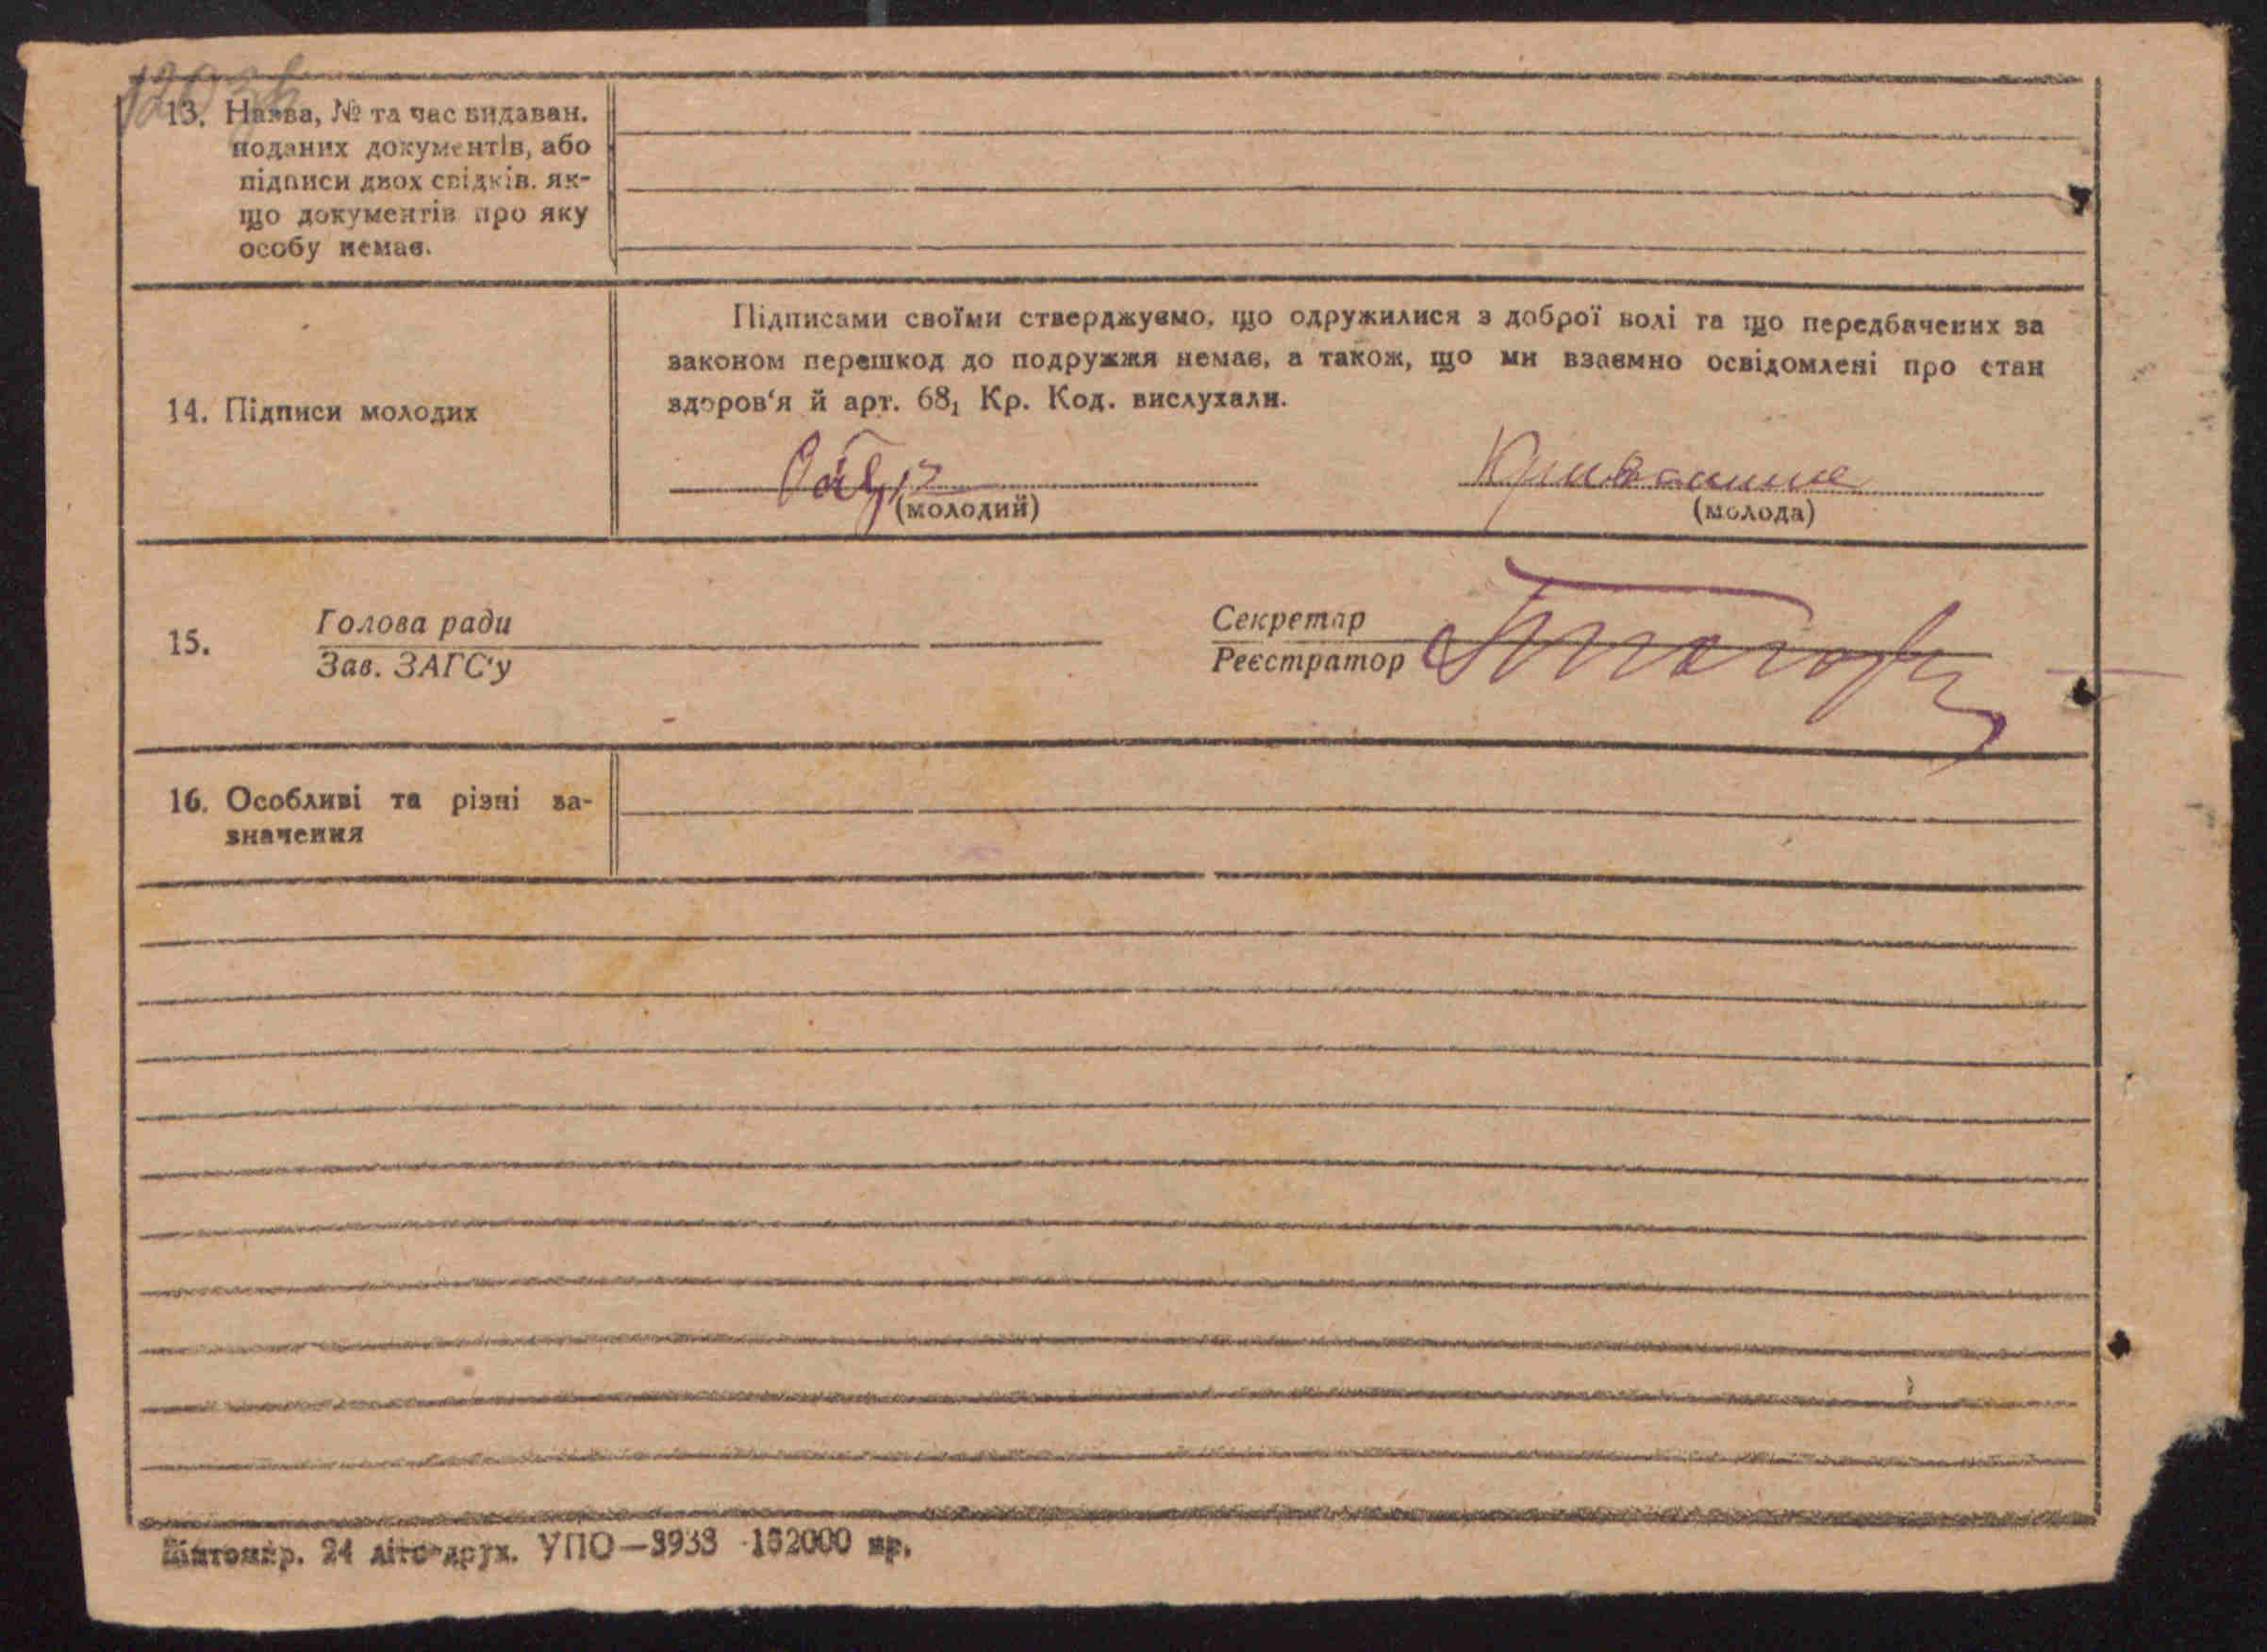 13. Назва, № та час видаван.
поданих документів, або
підписи двох свідків, як-
що документів про яку
особу немає.
Підписами своїми стверджуємо, що одружилися з доброї волі та що передбачених за
законом перешкод до подружжя немає, а також, що ми взаємно освідомлені про стан
14. Підписи молодих
здоров'я й арт. 68₁ Кр. Код. вислухали.
(молодий)
(молода)
15.
Голова ради
Зав. ЗАГС'у
Секретар
Реєстратор
16. Особливі та різні за-
значення
Житомир. 24 літо-друк. УПО—3933 162000 пр.